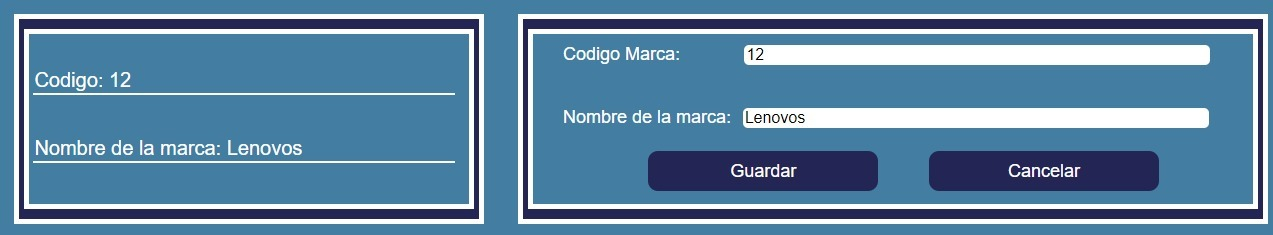 Codigo: 12
Nombre de la marca: Lenovos
Codigo Marca: 12
Nombre de la marca: Lenovos
Guardar Cancelar